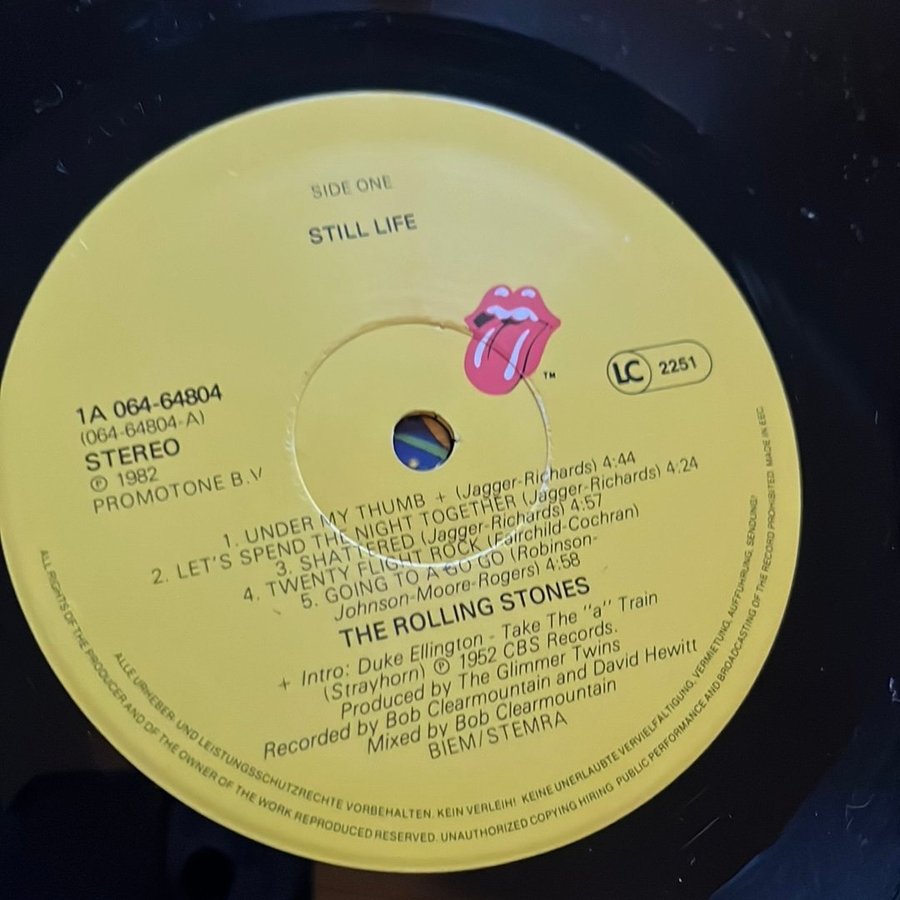 SIDE ONE
STILL LIFE
TM
LC 2251
1A 064-64804
(064-64804-A)
STEREO
℗ 1982
PROMOTONE B.V
1. UNDER MY THUMB + (Jagger-Richards) 4:44
2. LET'S SPEND THE NIGHT TOGETHER (Jagger-Richards) 4:24
3. SHATTERED (Jagger-Richards) 4:57
4. TWENTY FLIGHT ROCK (Fairchild-Cochran)
5. GOING TO A GO GO (Robinson-
Johnson-Moore-Rogers) 4:58
THE ROLLING STONES
+ Intro: Duke Ellington - Take The "a" Train
(Strayhorn) ℗ 1952 CBS Records.
Produced by The Glimmer Twins
Recorded by Bob Clearmountain and David Hewitt
Mixed by Bob Clearmountain
BIEM/STEMRA
ALLE URHEBER- UND LEISTUNGSSCHUTZRECHTE VORBEHALTEN. KEIN VERLEIH! KEINE UNERLAUBTE VERVIELFÄLTIGUNG, VERMIETUNG, AUFFÜHRUNG, SENDUNG!
ALL RIGHTS OF THE PRODUCER AND OF THE OWNER OF THE WORK REPRODUCED RESERVED. UNAUTHORIZED COPYING HIRING PUBLIC PERFORMANCE AND BROADCASTING OF THE RECORD PROHIBITED. MADE IN EEC.